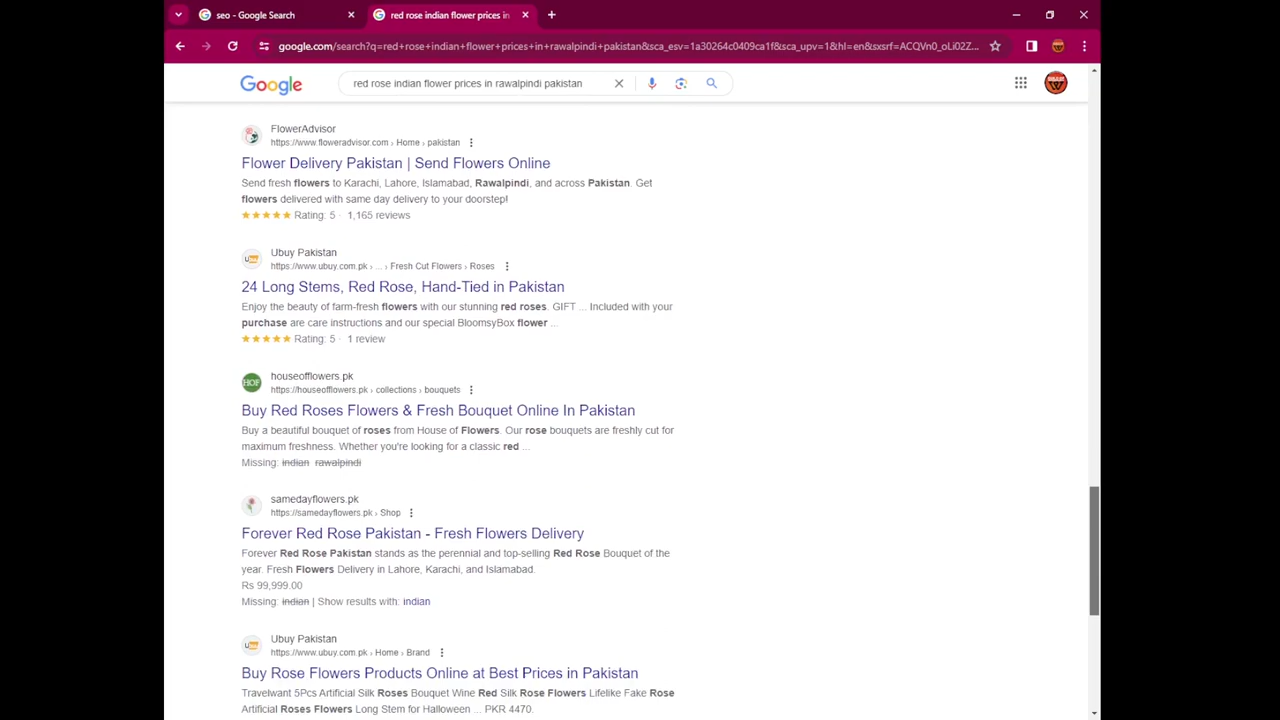 seo - Google Search
red rose indian flower prices in
google.com/search?q=red+rose+indian+flower+prices+in+rawalpindi+pakistan&sca_esv=1a30264c0409ca1f&sca_upv=1&hl=en&sxsrf=ACQVn0_oLi02Z...
Google
red rose indian flower prices in rawalpindi pakistan
FlowerAdvisor
https://www.floweradvisor.com › Home › pakistan
Flower Delivery Pakistan | Send Flowers Online
Send fresh flowers to Karachi, Lahore, Islamabad, Rawalpindi, and across Pakistan. Get
flowers delivered with same day delivery to your doorstep!
Rating: 5 · 1,165 reviews
Ubuy Pakistan
https://www.ubuy.com.pk › ... › Fresh Cut Flowers › Roses
24 Long Stems, Red Rose, Hand-Tied in Pakistan
Enjoy the beauty of farm-fresh flowers with our stunning red roses. GIFT ... Included with your
purchase are care instructions and our special BloomsyBox flower ...
Rating: 5 · 1 review
HOF
houseofflowers.pk
https://houseofflowers.pk › collections › bouquets
Buy Red Roses Flowers & Fresh Bouquet Online In Pakistan
Buy a beautiful bouquet of roses from House of Flowers. Our rose bouquets are freshly cut for
maximum freshness. Whether you're looking for a classic red ...
Missing: indian rawalpindi
samedayflowers.pk
https://samedayflowers.pk › Shop
Forever Red Rose Pakistan - Fresh Flowers Delivery
Forever Red Rose Pakistan stands as the perennial and top-selling Red Rose Bouquet of the
year. Fresh Flowers Delivery in Lahore, Karachi, and Islamabad.
Rs 99,999.00
Missing: indian | Show results with: indian
Ubuy Pakistan
https://www.ubuy.com.pk › Home › Brand
Buy Rose Flowers Products Online at Best Prices in Pakistan
Travelwant 5Pcs Artificial Silk Roses Bouquet Wine Red Silk Rose Flowers Lifelike Fake Rose
Artificial Roses Flowers Long Stem for Halloween ... PKR 4470.